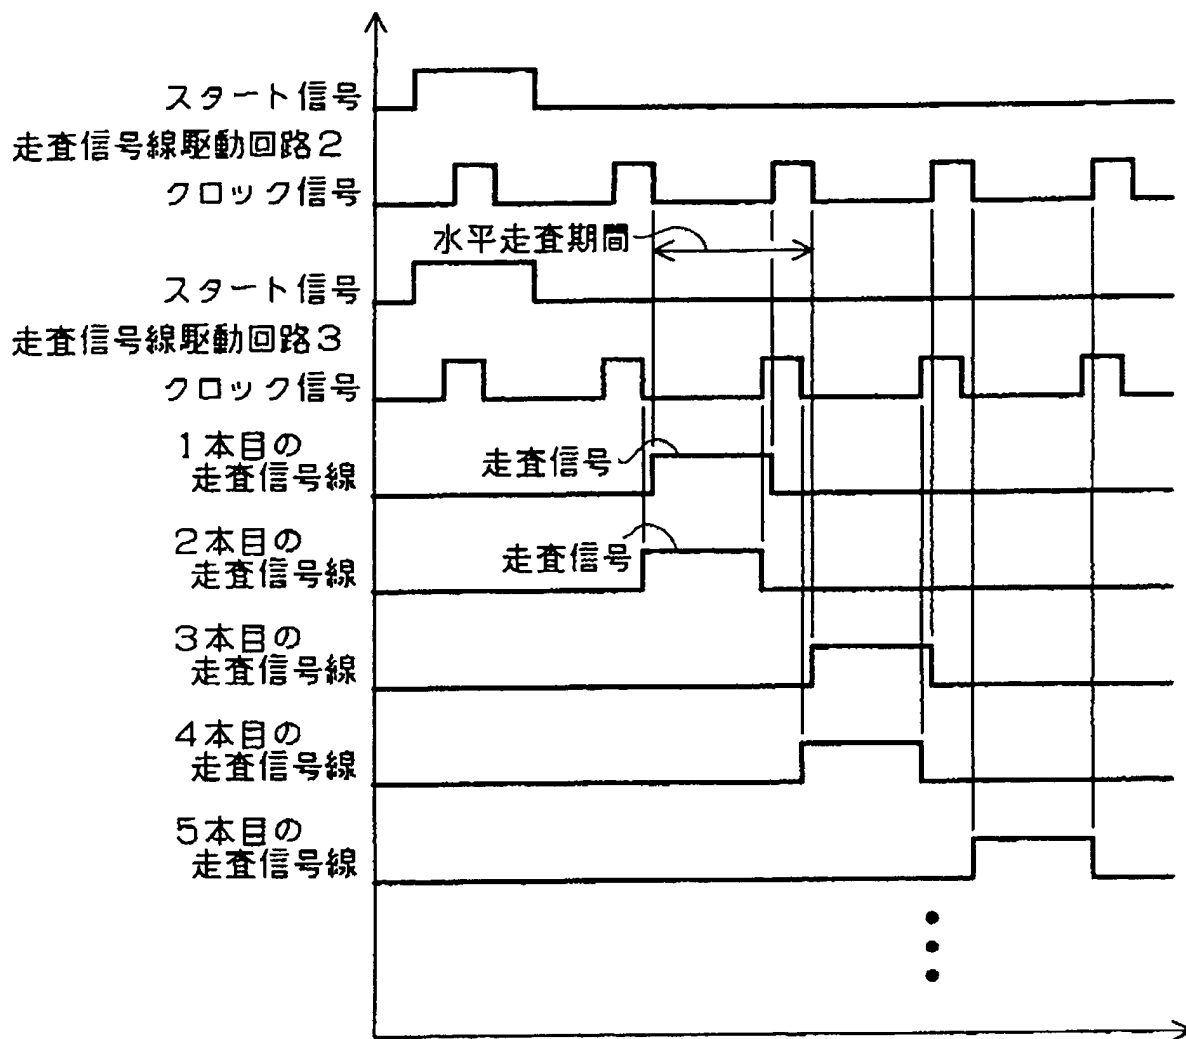 スタート信号
走査信号線駆動回路2
クロック信号
水平走査期間
スタート信号
走査信号線駆動回路3
クロック信号
1本目の
走査信号線
走査信号
2本目の
走査信号線
走査信号
3本目の
走査信号線
4本目の
走査信号線
5本目の
走査信号線